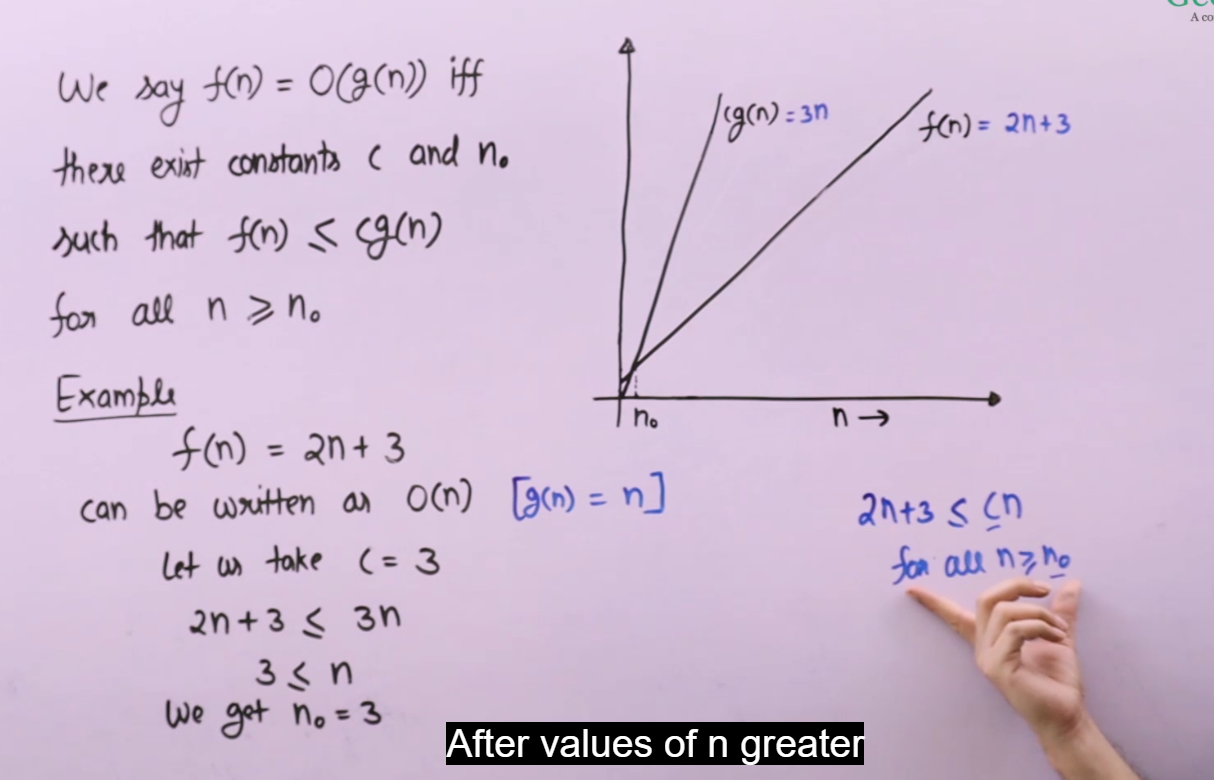 We say f(n) = O(g(n)) iff
there exist constants c and n₀
such that f(n) ≤ cg(n)
for all n ≥ n₀
Example
f(n) = 2n + 3
can be written as O(n) [g(n) = n]
Let us take c = 3
2n + 3 ≤ 3n
3 ≤ n
We get n₀ = 3
cg(n) = 3n
f(n) = 2n+3
n₀
n →
2n+3 ≤ cn
for all n ≥ n₀
A co
After values of n greater